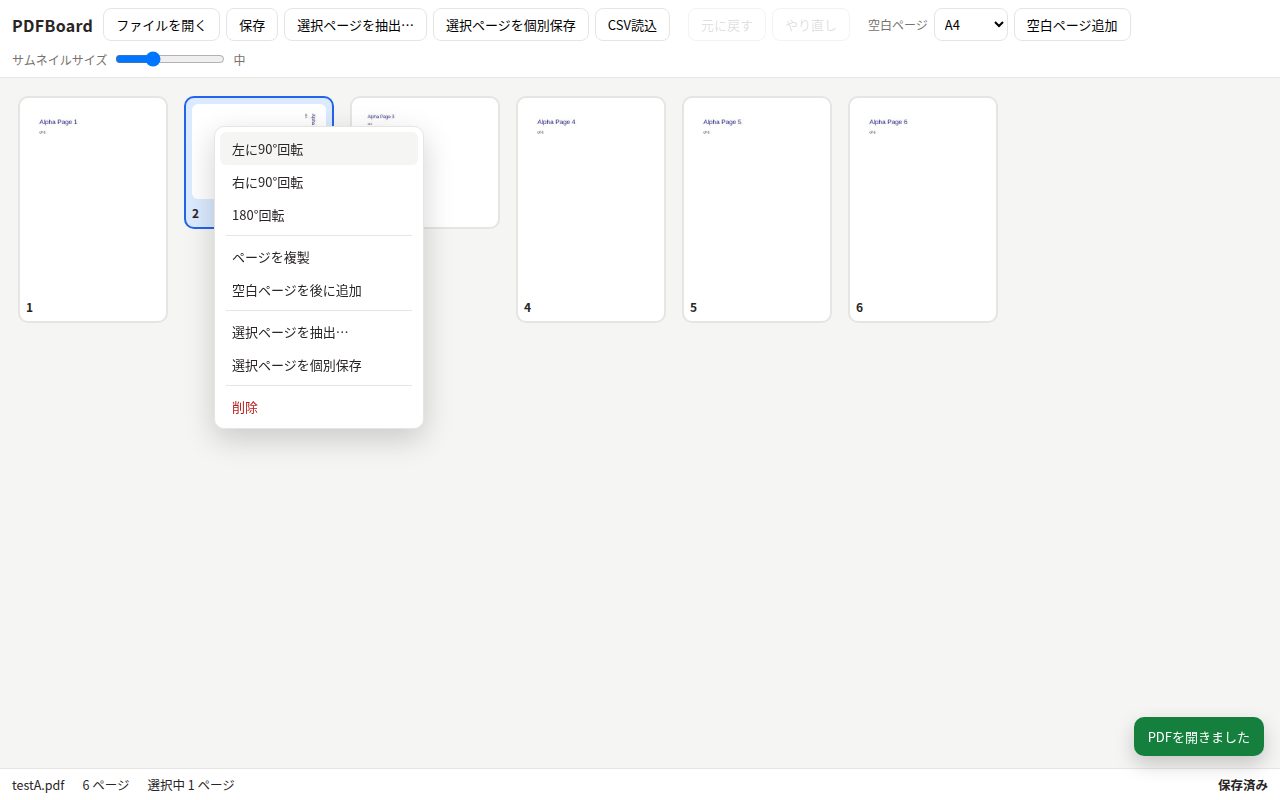 PDFBoard ファイルを開く 保存 選択ページを抽出… 選択ページを個別保存 CSV読込 元に戻す やり直し 空白ページ A4 空白ページ追加
サムネイルサイズ 中
Alpha Page 1
Alpha Page 3
Alpha Page 4
Alpha Page 5
Alpha Page 6
左に90°回転
右に90°回転
180°回転
ページを複製
空白ページを後に追加
選択ページを抽出…
選択ページを個別保存
削除
2
1
4
5
6
PDFを開きました
testA.pdf 6 ページ 選択中 1 ページ 保存済み